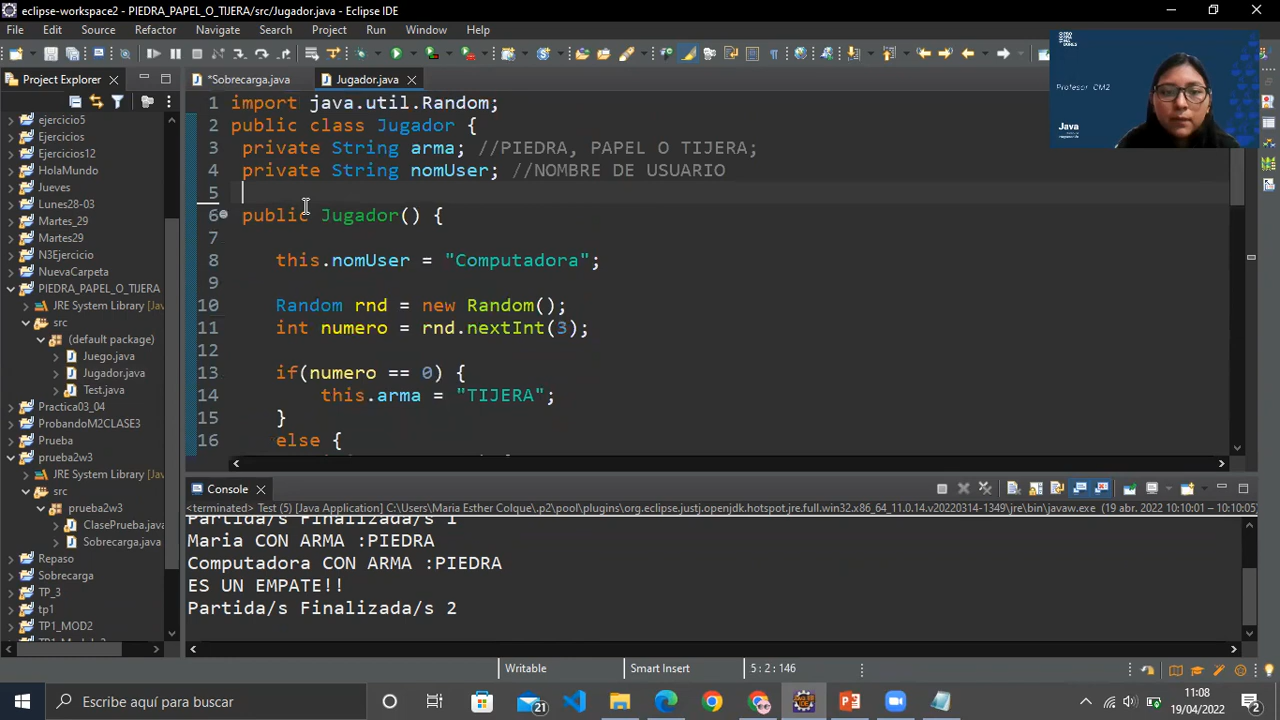 eclipse-workspace2 - PIEDRA_PAPEL_O_TIJERA/src/Jugador.java - Eclipse IDE
File Edit Source Refactor Navigate Search Project Run Window Help
Project Explorer
*Sobrecarga.java
Jugador.java
Profesor CM2
Java
ejercicio5
Ejercicios
Ejercicios12
HolaMundo
Jueves
Lunes28-03
Martes_29
Martes29
N3Ejercicio
NuevaCarpeta
PIEDRA_PAPEL_O_TIJERA
JRE System Library [Jav
src
(default package)
Juego.java
Jugador.java
Test.java
Practica03_04
ProbandoM2CLASE3
Prueba
prueba2w3
JRE System Library [Jav
src
prueba2w3
ClasePrueba.java
Sobrecarga.java
Repaso
Sobrecarga
TP_3
tp1
TP1_MOD2
1 import java.util.Random;
2 public class Jugador {
3 private String arma; //PIEDRA, PAPEL O TIJERA;
4 private String nomUser; //NOMBRE DE USUARIO
5
6 public Jugador() {
7
8 this.nomUser = "Computadora";
9
10 Random rnd = new Random();
11 int numero = rnd.nextInt(3);
12
13 if(numero == 0) {
14 this.arma = "TIJERA";
15 }
16 else {
Console
<terminated> Test (5) [Java Application] C:\Users\Maria Esther Colque\.p2\pool\plugins\org.eclipse.justj.openjdk.hotspot.jre.full.win32.x86_64_11.0.14.v20220314-1349\jre\bin\javaw.exe (19 abr. 2022 10:10:01 – 10:10:05)
Partida/s Finalizada/s 1
Maria CON ARMA :PIEDRA
Computadora CON ARMA :PIEDRA
ES UN EMPATE!!
Partida/s Finalizada/s 2
Writable
Smart Insert
5 : 2 : 146
Escribe aquí para buscar
21
11:08
19/04/2022
2